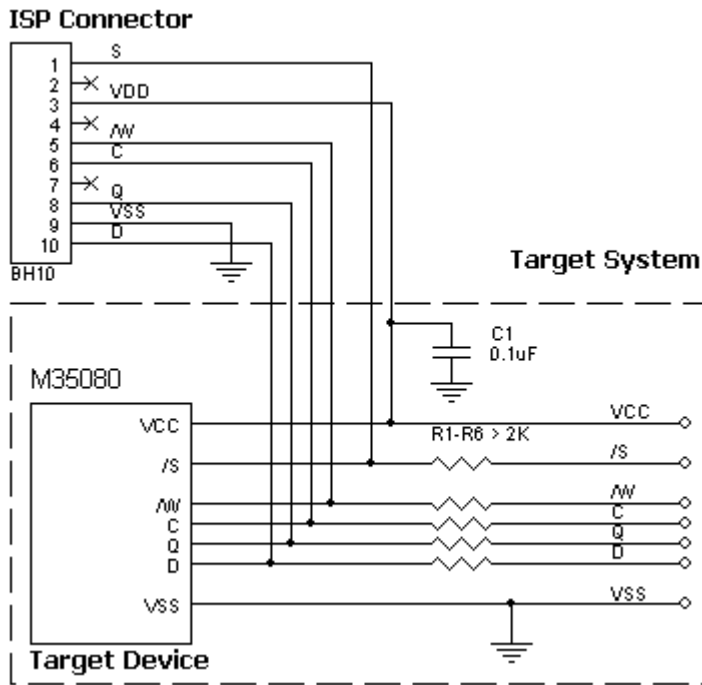 ISP Connector
1 S
2
3 VDD
4
5 /W
6 C
7
8 Q
9 VSS
10 D
BH10
Target System
C1
0.1uF
M35080
VCC VCC
R1-R6 > 2K
/S /S
/W /W
C C
Q Q
D D
VSS VSS
Target Device